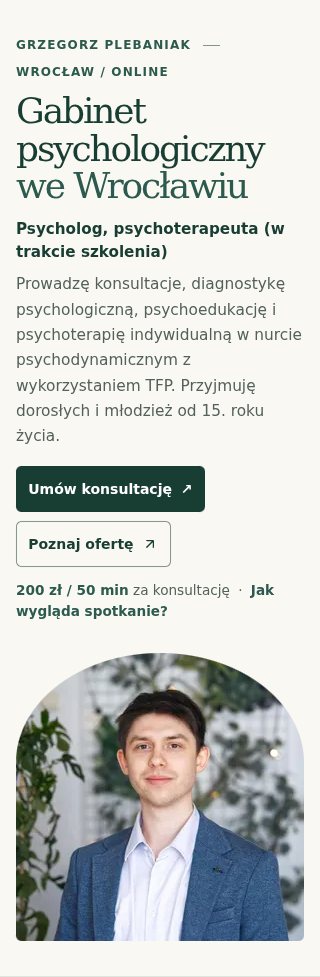 GRZEGORZ PLEBANIAK —
WROCŁAW / ONLINE
Gabinet
psychologiczny
we Wrocławiu
Psycholog, psychoterapeuta (w
trakcie szkolenia)
Prowadzę konsultacje, diagnostykę
psychologiczną, psychoedukację i
psychoterapię indywidualną w nurcie
psychodynamicznym z
wykorzystaniem TFP. Przyjmuję
dorosłych i młodzież od 15. roku
życia.
Umów konsultację ↗
Poznaj ofertę ↗
200 zł / 50 min za konsultację · Jak
wygląda spotkanie?